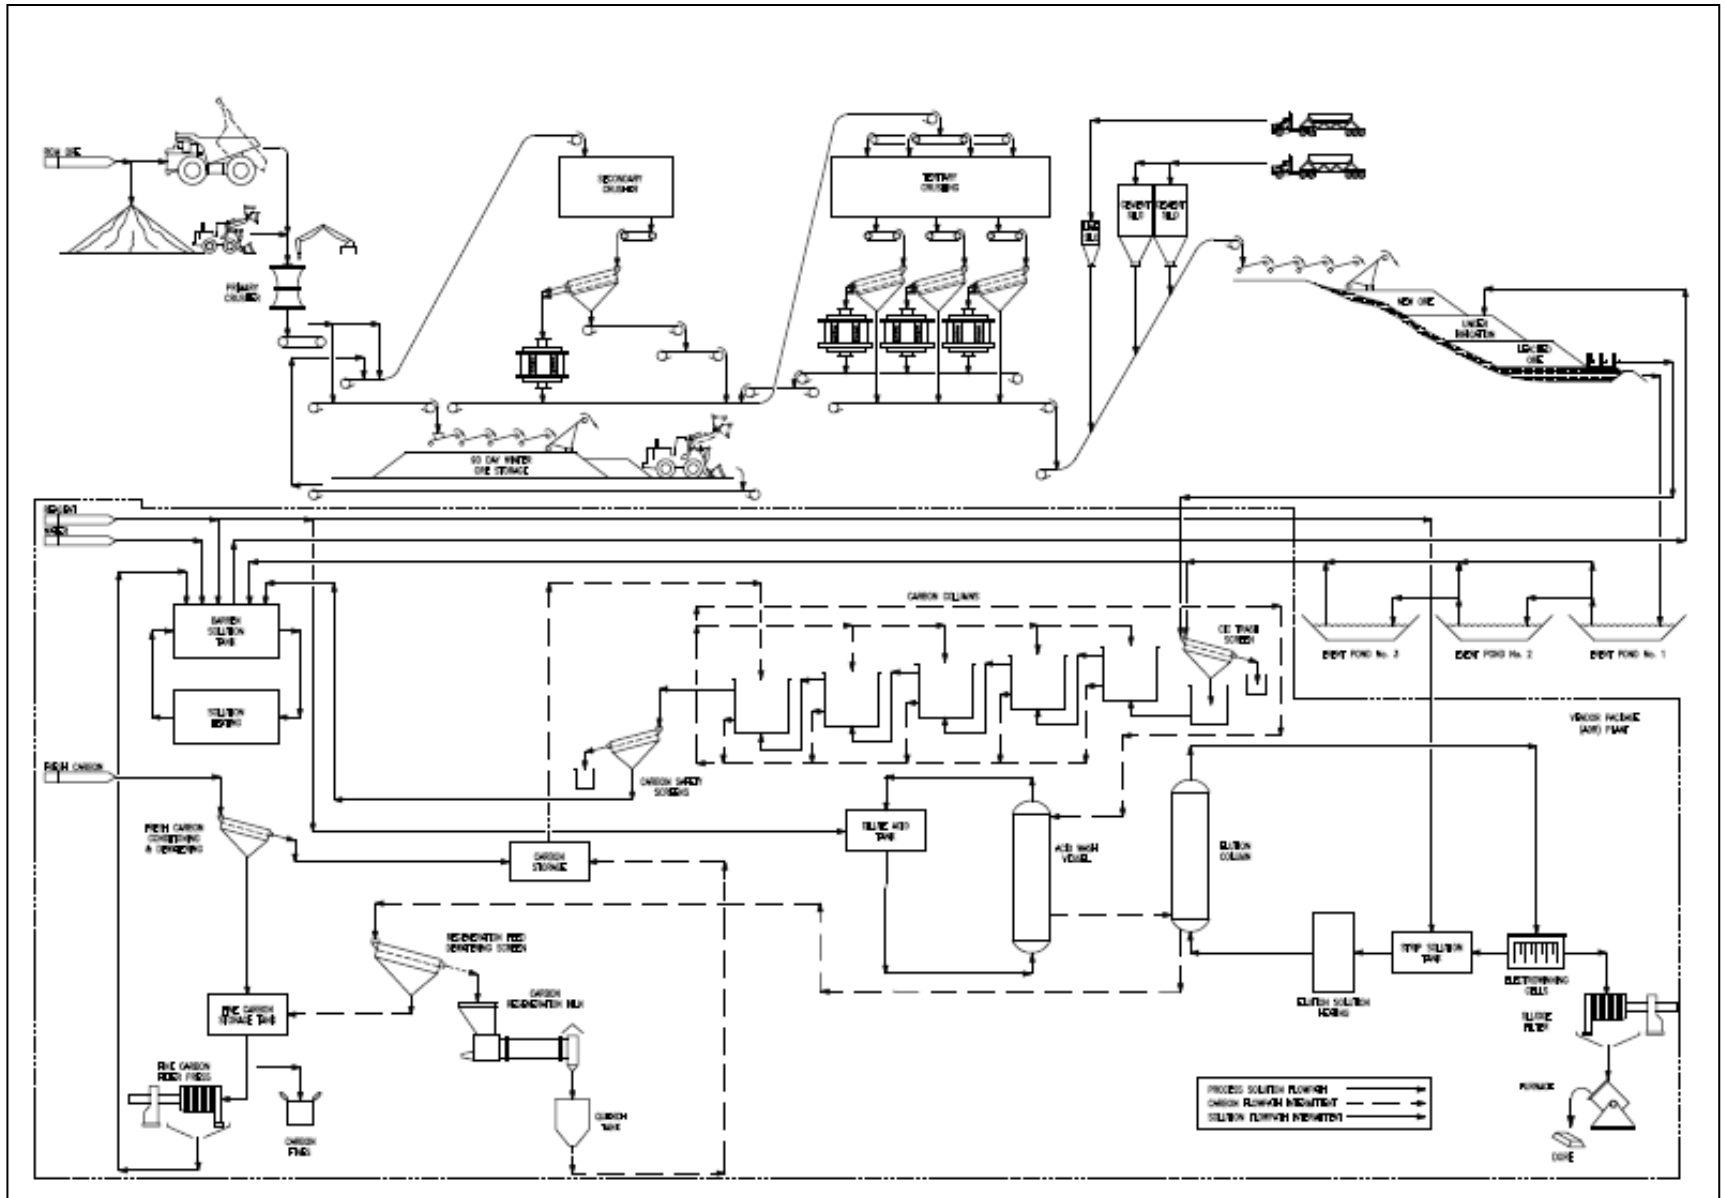 ROM ORE
PRIMARY
CRUSHER
SECONDARY
CRUSHER
TERTIARY
CRUSHING
CEMENT
SILO
CEMENT
SILO
NEW ORE
UNDER
IRRIGATION
LEACHED
ORE
90 DAY WINTER
ORE STORAGE
REAGENT
WATER
BARREN
SOLUTION
TANK
SOLUTION
HEATING
CARBON COLUMNS
CIC TRASH
SCREEN
EVENT POND No. 3
EVENT POND No. 2
EVENT POND No. 1
VENDOR PACKAGE
(ADR) PLANT
FRESH CARBON
CARBON SAFETY
SCREENS
FRESH CARBON
CONDITIONING
& DEWATERING
CARBON
STORAGE
DILUTE ACID
TANK
ACID WASH
VESSEL
ELUTION
COLUMN
REGENERATION FEED
DEWATERING SCREEN
CARBON
REGENERATION KILN
STRIP SOLUTION
TANK
ELECTROWINNING
CELLS
ELUTION SOLUTION
HEATING
SLUDGE
FILTER
FINE CARBON
STORAGE TANK
FINE CARBON
FILTER PRESS
CARBON
FINES
QUENCH
TANK
FURNACE
DORE
PROCESS SOLUTION FLOWPATH
CARBON FLOWPATH INTERMITTENT
SOLUTION FLOWPATH INTERMITTENT